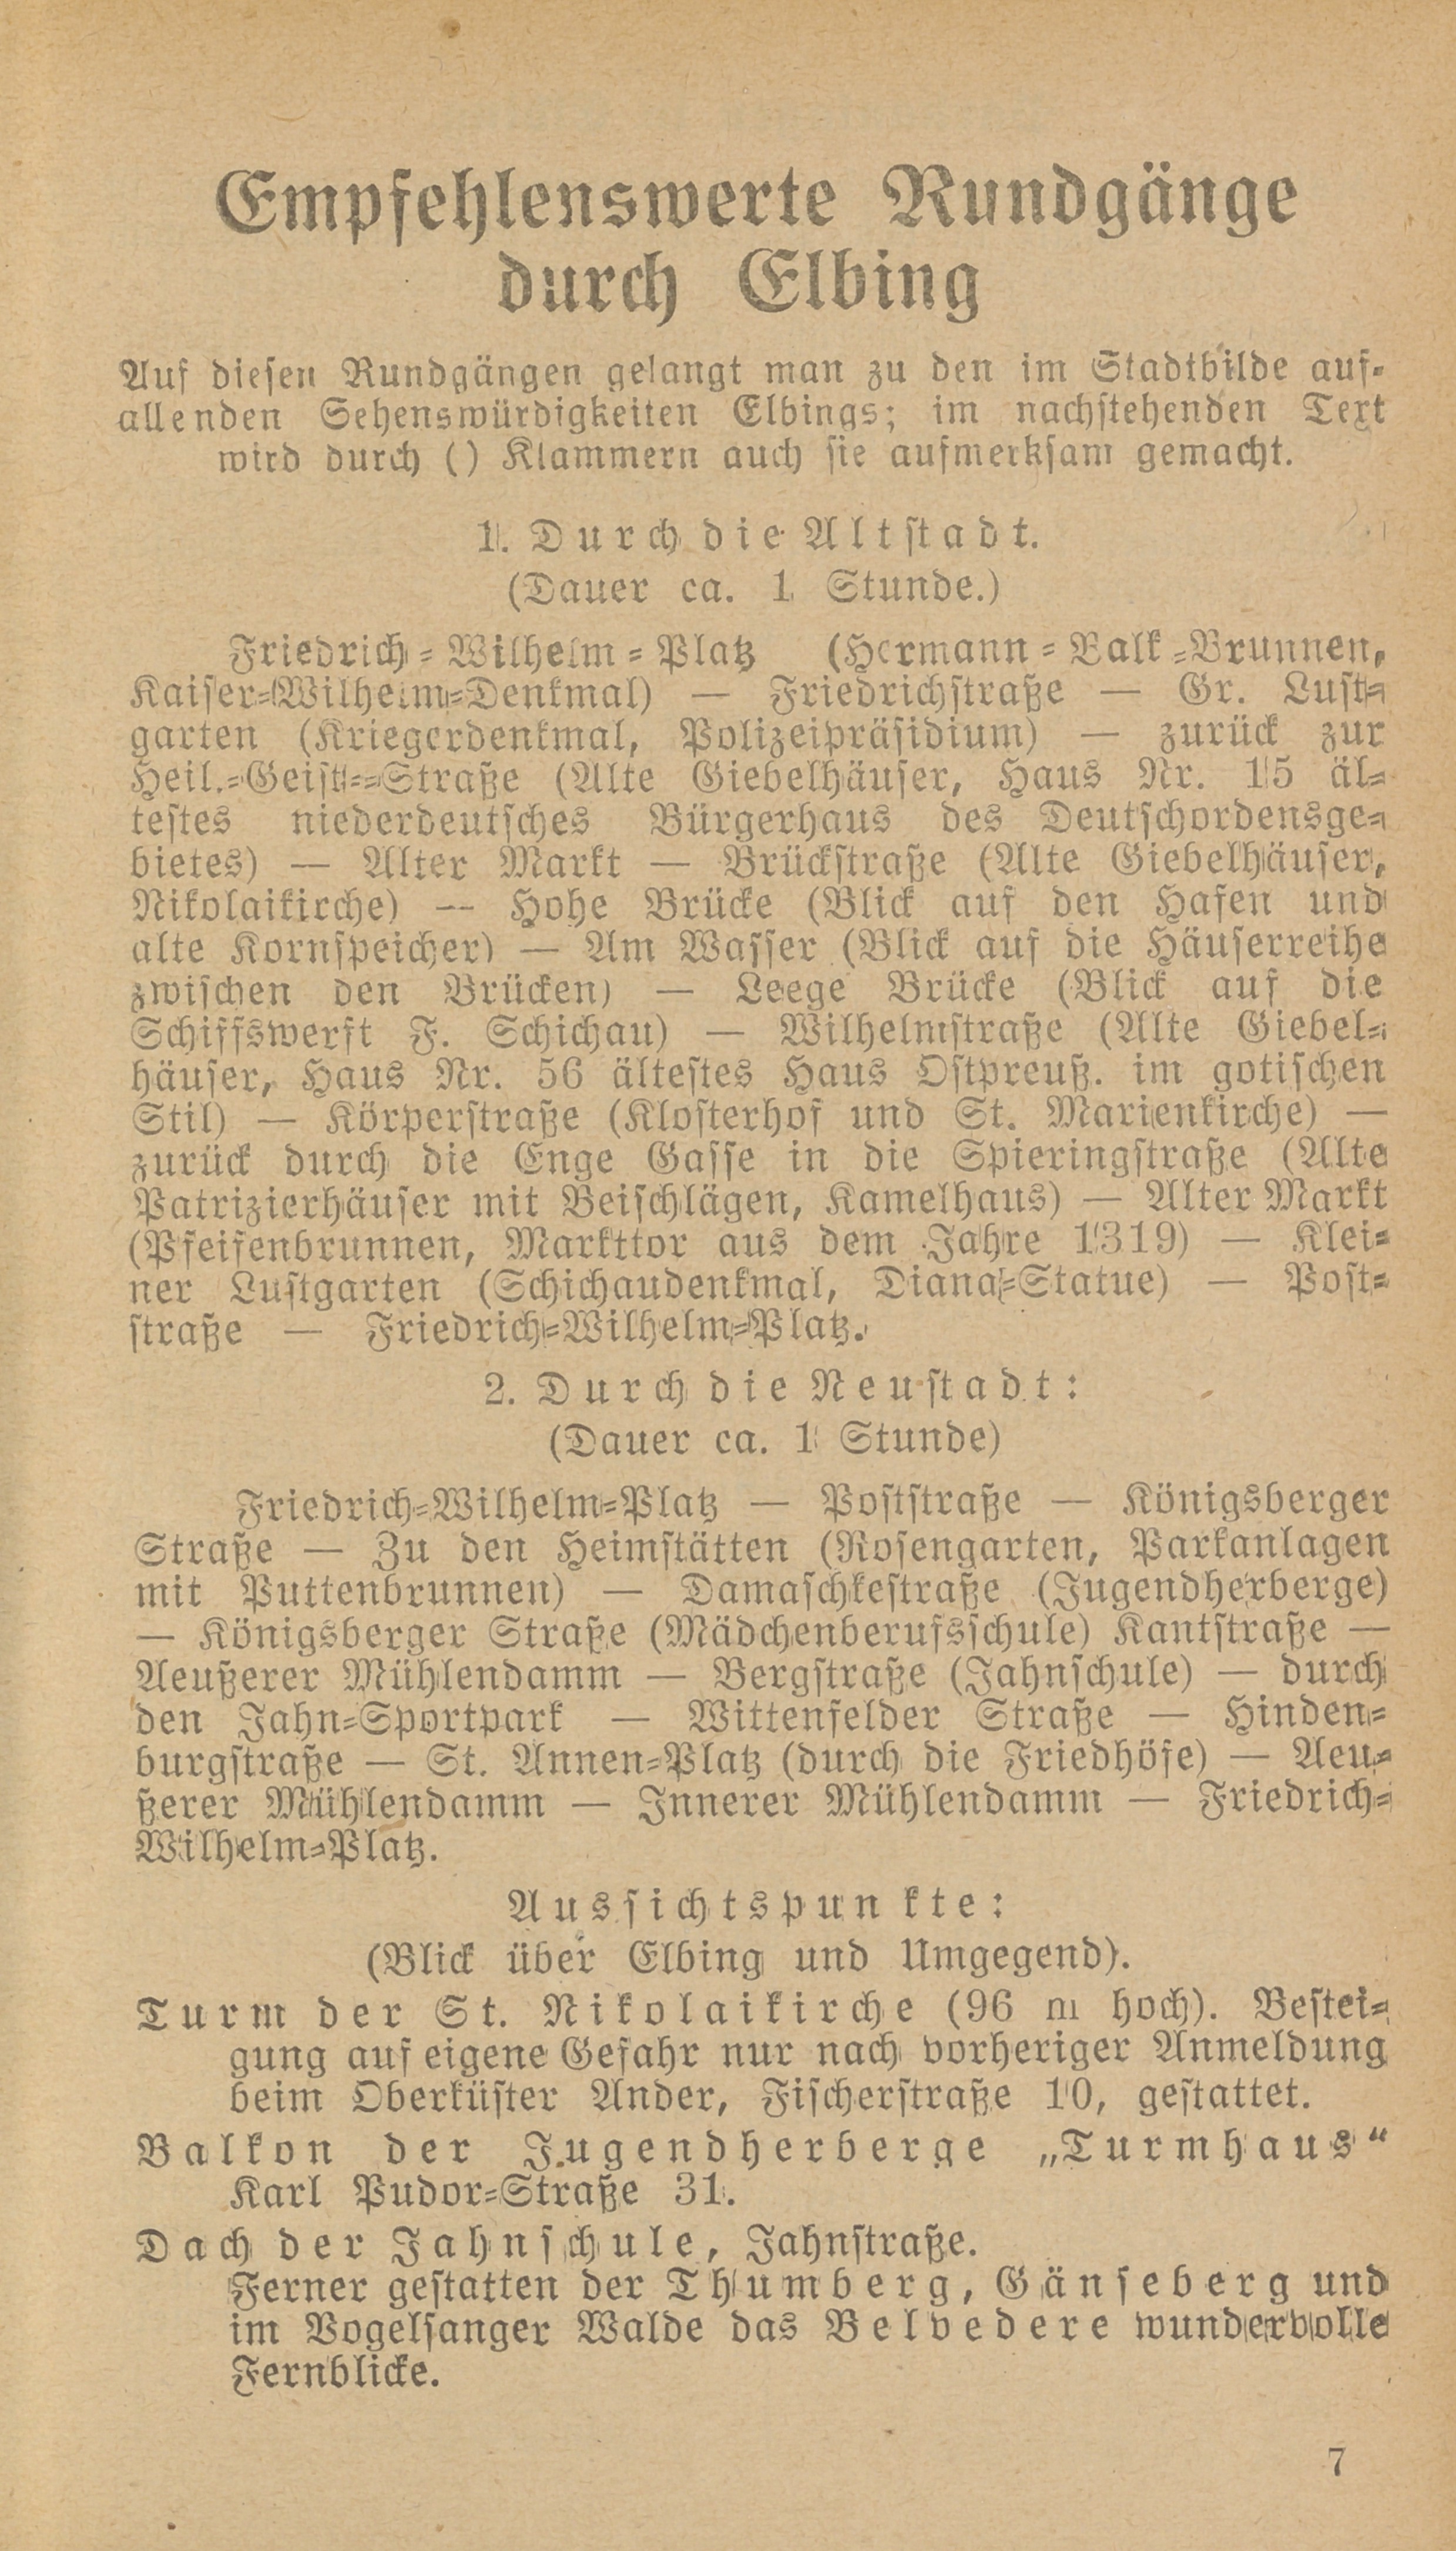 Empfehlenswerte Rundgänge
durch Elbing
Auf diesen Rundgängen gelangt man zu den im Stadtbilde auf-
allenden Sehenswürdigkeiten Elbings; im nachstehenden Text
wird durch () Klammern auch sie aufmerksam gemacht.
1. Durch die Altstadt.
(Dauer ca. 1 Stunde.)
Friedrich-Wilhelm-Platz (Hermann-Balk-Brunnen,
Kaiser-Wilhelm-Denkmal) — Friedrichstraße — Gr. Lust-
garten (Kriegerdenkmal, Polizeipräsidium) — zurück zur
Heil.-Geist--Straße (Alte Giebelhäuser, Haus Nr. 15 äl-
testes niederdeutsches Bürgerhaus des Deutschordensge-
bietes) — Alter Markt — Brückstraße (Alte Giebelhäuser,
Nikolaikirche) — Hohe Brücke (Blick auf den Hafen und
alte Kornspeicher) — Am Wasser (Blick auf die Häuserreihe
zwischen den Brücken) — Leege Brücke (Blick auf die
Schiffswerft F. Schichau) — Wilhelmstraße (Alte Giebel-
häuser, Haus Nr. 56 ältestes Haus Ostpreuß. im gotischen
Stil) — Körperstraße (Klosterhof und St. Marienkirche) —
zurück durch die Enge Gasse in die Spieringstraße (Alte
Patrizierhäuser mit Beischlägen, Kamelhaus) — Alter Markt
(Pfeifenbrunnen, Markttor aus dem Jahre 1319) — Klei-
ner Lustgarten (Schichaudenkmal, Diana-Statue) — Post-
straße — Friedrich-Wilhelm-Platz.
2. Durch die Neustadt:
(Dauer ca. 1 Stunde)
Friedrich-Wilhelm-Platz — Poststraße — Königsberger
Straße — Zu den Heimstätten (Rosengarten, Parkanlagen
mit Puttenbrunnen) — Damaschkestraße (Jugendherberge)
— Königsberger Straße (Mädchenberufsschule) Kantstraße —
Aeußerer Mühlendamm — Bergstraße (Jahnschule) — durch
den Jahn-Sportpark — Wittenfelder Straße — Hinden-
burgstraße — St. Annen-Platz (durch die Friedhöfe) — Aeu-
ßerer Mühlendamm — Innerer Mühlendamm — Friedrich-
Wilhelm-Platz.
Aussichtspunkte:
(Blick über Elbing und Umgegend).
Turm der St. Nikolaikirche (96 m hoch). Bestei-
gung auf eigene Gefahr nur nach vorheriger Anmeldung
beim Oberküster Ander, Fischerstraße 10, gestattet.
Balkon der Jugendherberge „Turmhaus“
Karl Pudor-Straße 31.
Dach der Jahnschule, Jahnstraße.
Ferner gestatten der Thumberg, Gänseberg und
im Vogelsanger Walde das Belvedere wundervolle
Fernblicke.
7